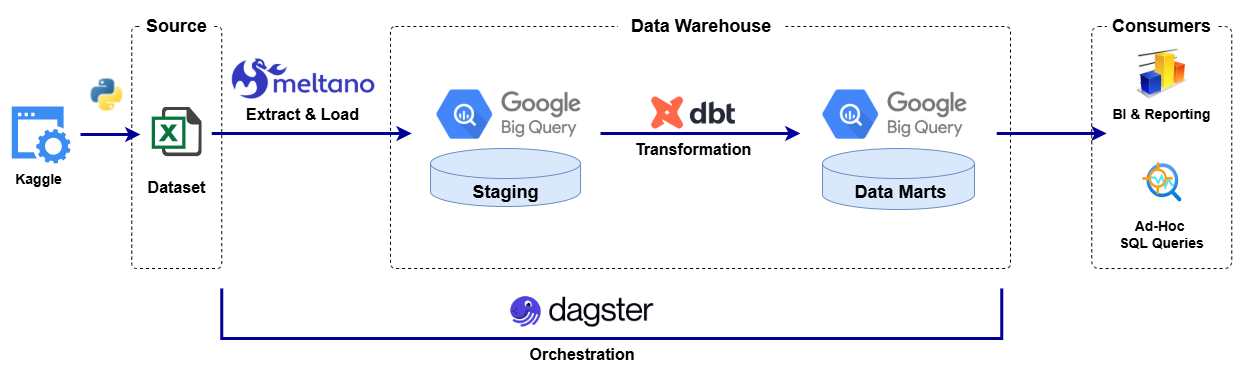 Source
Data Warehouse
Consumers
meltano
Extract & Load
Google
Big Query
dbt
Transformation
Google
Big Query
BI & Reporting
Kaggle
X
Dataset
Staging
Data Marts
Ad-Hoc
SQL Queries
dagster
Orchestration